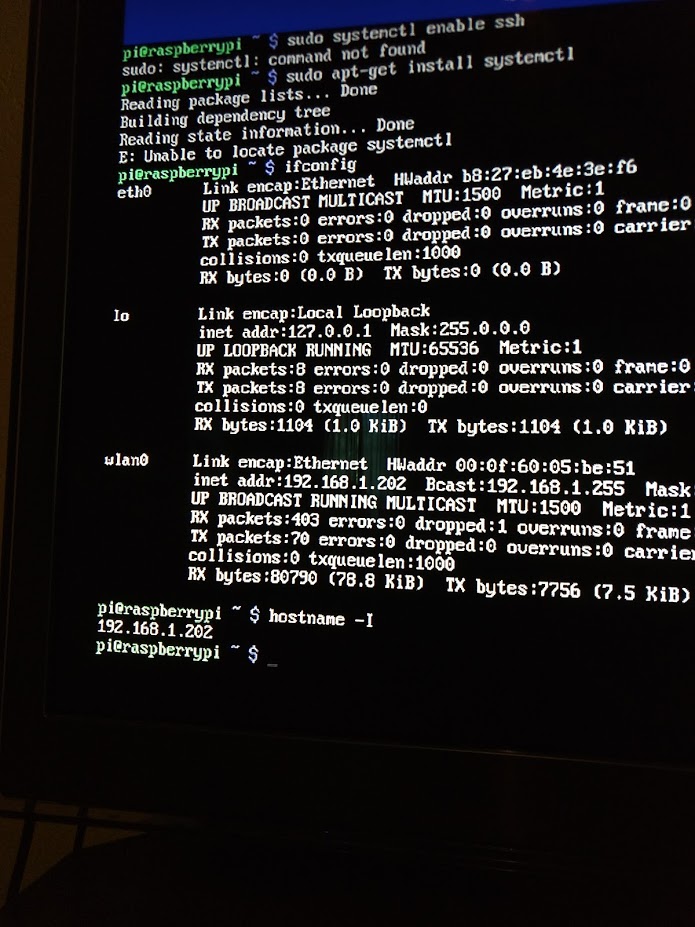 pi@raspberrypi ~ $ sudo systemctl enable ssh
sudo: systemctl: command not found
pi@raspberrypi ~ $ sudo apt-get install systemctl
Reading package lists... Done
Building dependency tree
Reading state information... Done
E: Unable to locate package systemctl
pi@raspberrypi ~ $ ifconfig
eth0 Link encap:Ethernet HWaddr b8:27:eb:4e:3e:f6
UP BROADCAST MULTICAST MTU:1500 Metric:1
RX packets:0 errors:0 dropped:0 overruns:0 frame:0
TX packets:0 errors:0 dropped:0 overruns:0 carrier
collisions:0 txqueuelen:1000
RX bytes:0 (0.0 B) TX bytes:0 (0.0 B)
lo Link encap:Local Loopback
inet addr:127.0.0.1 Mask:255.0.0.0
UP LOOPBACK RUNNING MTU:65536 Metric:1
RX packets:8 errors:0 dropped:0 overruns:0 frame:0
TX packets:8 errors:0 dropped:0 overruns:0 carrier
collisions:0 txqueuelen:0
RX bytes:1104 (1.0 KiB) TX bytes:1104 (1.0 KiB)
wlan0 Link encap:Ethernet HWaddr 00:0f:60:05:be:51
inet addr:192.168.1.202 Bcast:192.168.1.255 Mask
UP BROADCAST RUNNING MULTICAST MTU:1500 Metric:1
RX packets:403 errors:0 dropped:1 overruns:0 frame:
TX packets:70 errors:0 dropped:0 overruns:0 carrier
collisions:0 txqueuelen:1000
RX bytes:80790 (78.8 KiB) TX bytes:7756 (7.5 KiB)
pi@raspberrypi ~ $ hostname -I
192.168.1.202
pi@raspberrypi ~ $ _